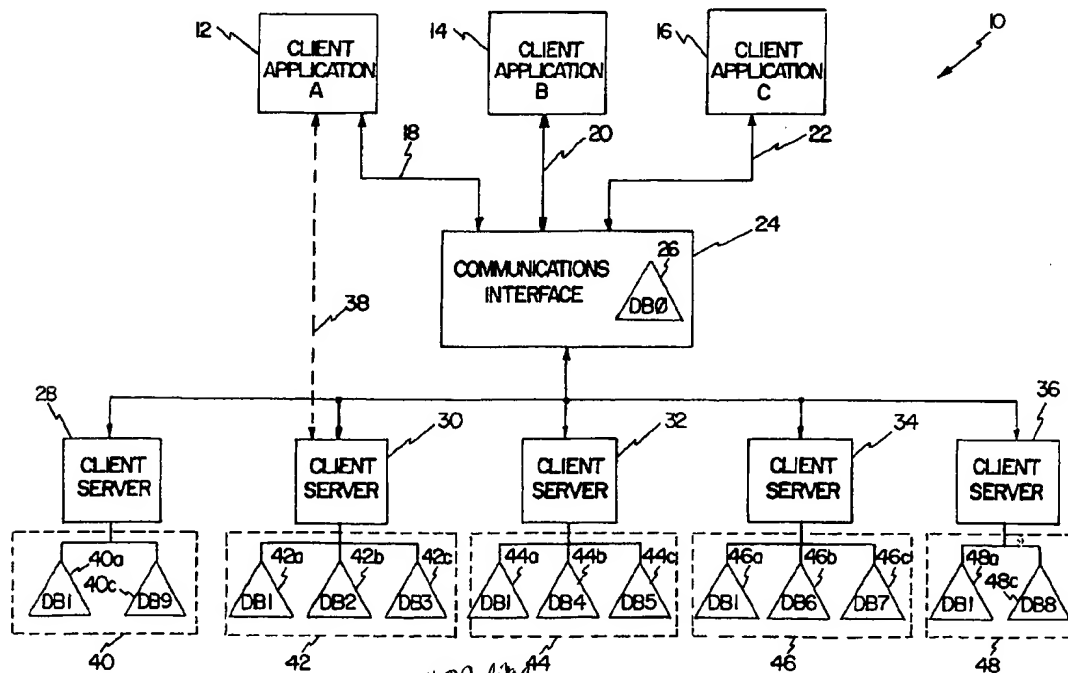 12
CLIENT
APPLICATION
A
14
CLIENT
APPLICATION
B
16
CLIENT
APPLICATION
C
10
18
20
22
24
COMMUNICATIONS
INTERFACE
26
DBØ
38
28
CLIENT
SERVER
30
CLIENT
SERVER
32
CLIENT
SERVER
34
CLIENT
SERVER
36
CLIENT
SERVER
40a
40c
DB1
DB9
42a
42b
42c
DB1
DB2
DB3
44a
44b
44c
DB1
DB4
DB5
46a
46b
46c
DB1
DB6
DB7
48a
48c
DB1
DB8
40
42
44
46
48